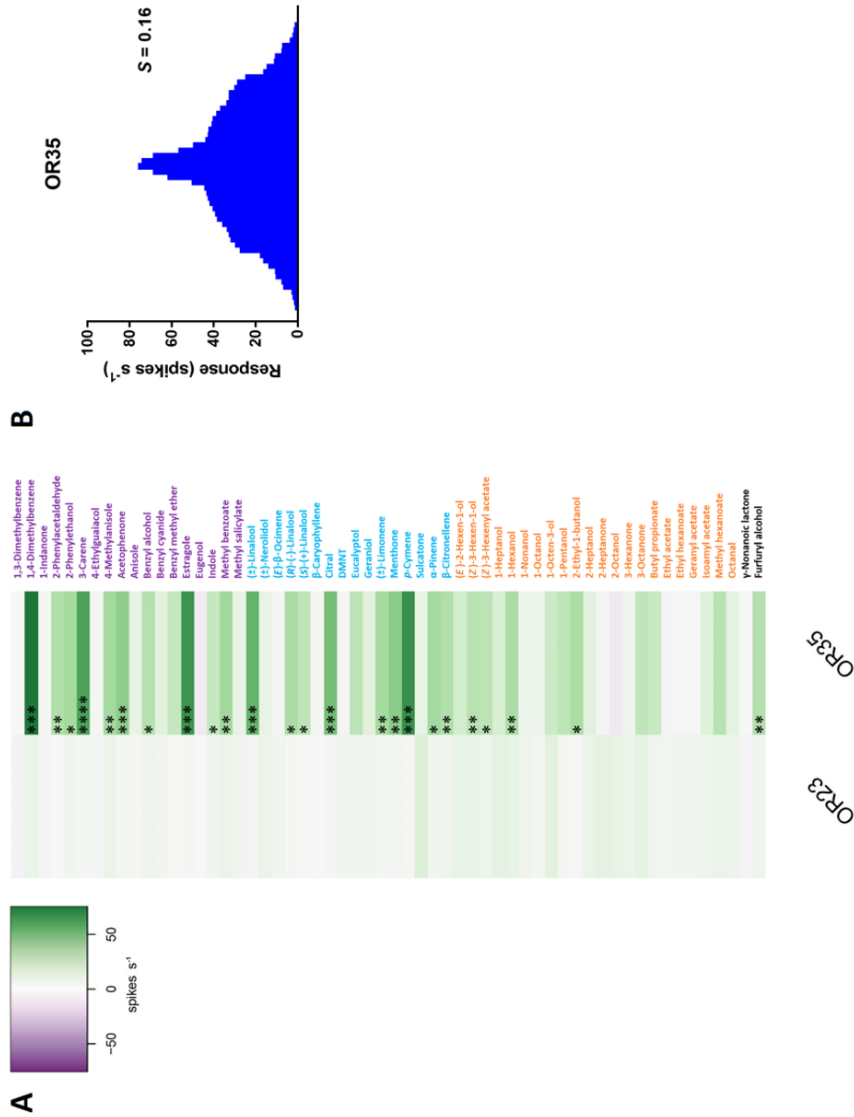 A
−50
0
50
spikes s⁻¹
1,3-Dimethylbenzene
1,4-Dimethylbenzene
1-Indanone
2-Phenylacetaldehyde
2-Phenylethanol
3-Carene
4-Ethylguaiacol
4-Methylanisole
Acetophenone
Anisole
Benzyl alcohol
Benzyl cyanide
Benzyl methyl ether
Estragole
Eugenol
Indole
Methyl benzoate
Methyl salicylate
(±)-Linalool
(±)-Nerolidol
(E)-β-Ocimene
(R)-(-)-Linalool
(S)-(+)-Linalool
β-Caryophyllene
Citral
DMNT
Eucalyptol
Geraniol
(±)-Limonene
Menthone
p-Cymene
Sulcatone
α-Pinene
β-Citronellene
(E)-2-Hexen-1-ol
(Z)-3-Hexen-1-ol
(Z)-3-Hexenyl acetate
1-Heptanol
1-Hexanol
1-Nonanol
1-Octanol
1-Octen-3-ol
1-Pentanol
2-Ethyl-1-butanol
2-Heptanol
2-Heptanone
2-Octanol
3-Hexanone
3-Octanone
Butyl propionate
Ethyl acetate
Ethyl hexanoate
Geranyl acetate
Isoamyl acetate
Methyl hexanoate
Octanal
γ-Nonanoic lactone
Furfuryl alcohol
***
**
*
****
**
***
*
***
*
**
***
*
*
***
**
**
***
*
**
**
*
**
*
**
OR23
OR35
B
OR35
S = 0.16
Response (spikes s⁻¹)
100
80
60
40
20
0